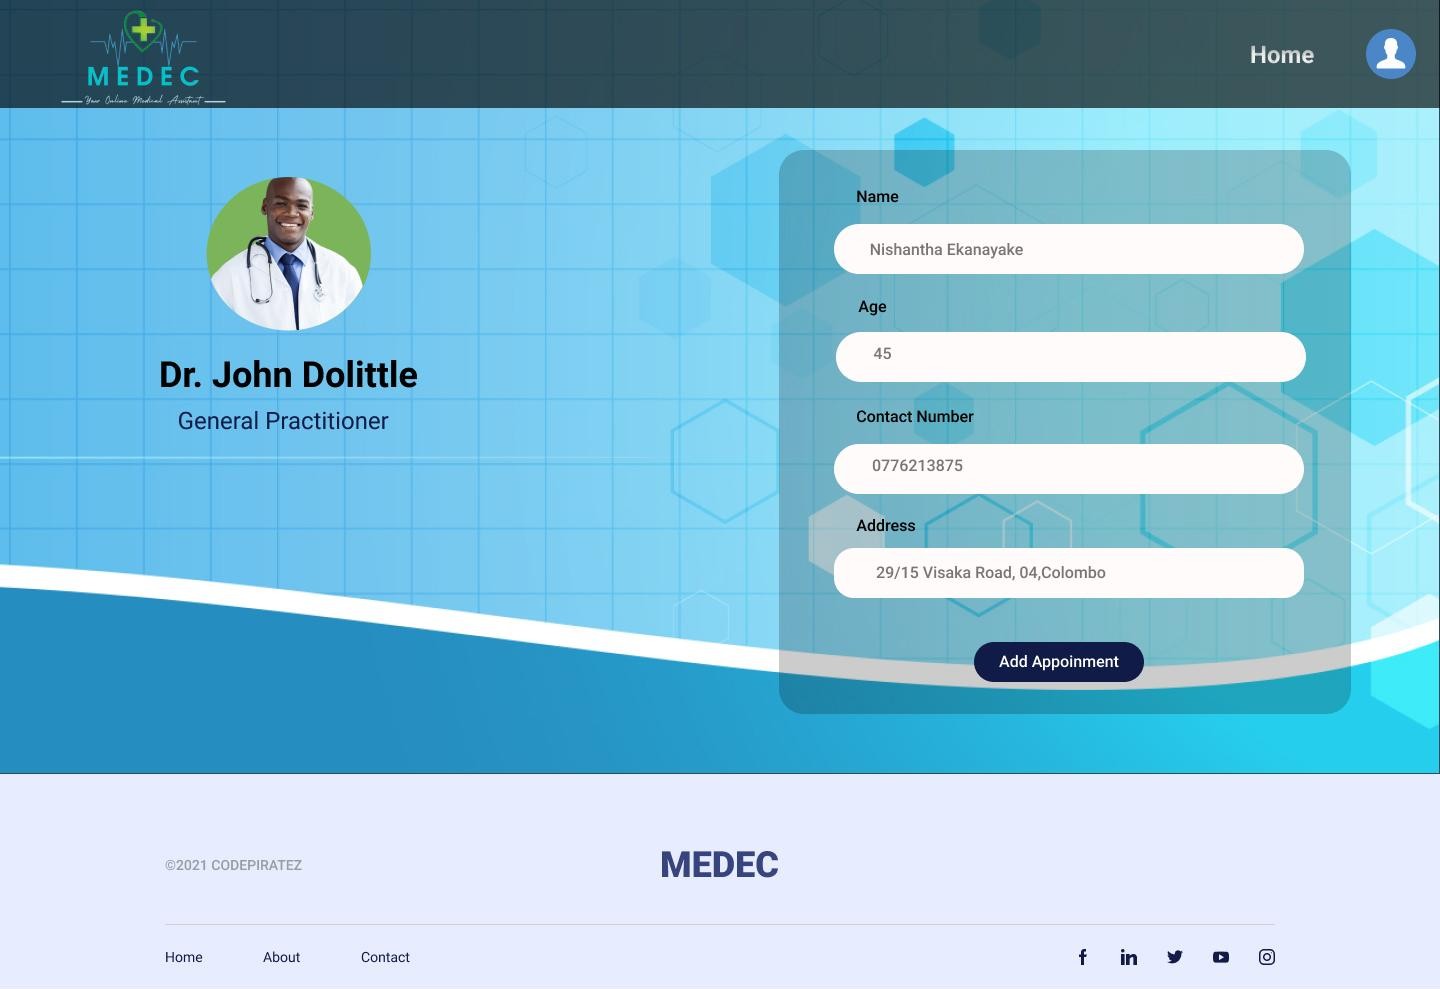 MEDEC
Your Online Medical Assistant
Home
Dr. John Dolittle
General Practitioner
Name
Nishantha Ekanayake
Age
45
Contact Number
0776213875
Address
29/15 Visaka Road, 04,Colombo
Add Appoinment
©2021 CODEPIRATEZ
MEDEC
Home About Contact